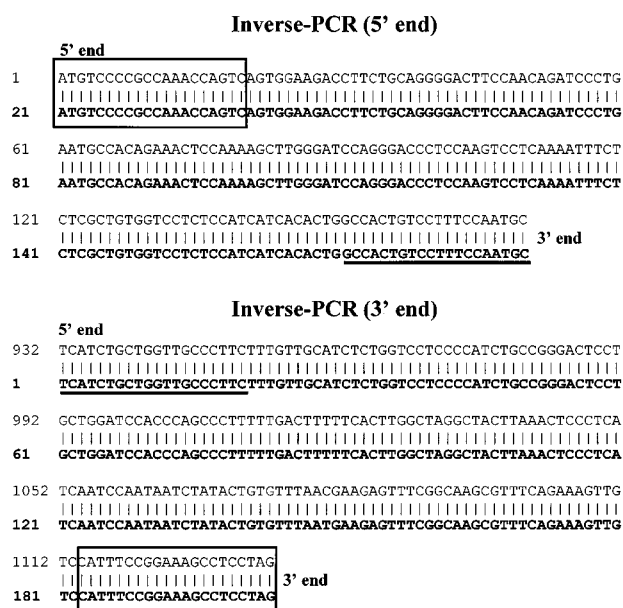 Inverse-PCR (5' end)
5' end
1 ATGTCCCCGCCAAACCAGTCAGTGGAAGACCTTCTGCAGGGGACTTCCAACAGATCCCTG
21 ATGTCCCCGCCAAACCAGTCAGTGGAAGACCTTCTGCAGGGGACTTCCAACAGATCCCTG
61 AATGCCACAGAAACTCCAAAAGCTTGGGATCCAGGGACCCTCCAAGTCCTCAAAATTTCT
81 AATGCCACAGAAACTCCAAAAGCTTGGGATCCAGGGACCCTCCAAGTCCTCAAAATTTCT
121 CTCGCTGTGGTCCTCTCCATCATCACACTGGCCACTGTCCTTTCCAATGC
3' end
141 CTCGCTGTGGTCCTCTCCATCATCACACTGGCCACTGTCCTTTCCAATGC
Inverse-PCR (3' end)
5' end
932 TCATCTGCTGGTTGCCCTTCTTTGTTGCATCTCTGGTCCTCCCCATCTGCCGGGACTCCT
1 TCATCTGCTGGTTGCCCTTCTTTGTTGCATCTCTGGTCCTCCCCATCTGCCGGGACTCCT
992 GCTGGATCCACCCAGCCCTTTTTGACTTTTTCACTTGGCTAGGCTACTTAAACTCCCTCA
61 GCTGGATCCACCCAGCCCTTTTTGACTTTTTCACTTGGCTAGGCTACTTAAACTCCCTCA
1052 TCAATCCAATAATCTATACTGTGTTTAACGAAGAGTTTCGGCAAGCGTTTCAGAAAGTTG
121 TCAATCCAATAATCTATACTGTGTTTAATGAAGAGTTTCGGCAAGCGTTTCAGAAAGTTG
1112 TCCATTTCCGGAAAGCCTCCTAG
3' end
181 TCCATTTCCGGAAAGCCTCCTAG